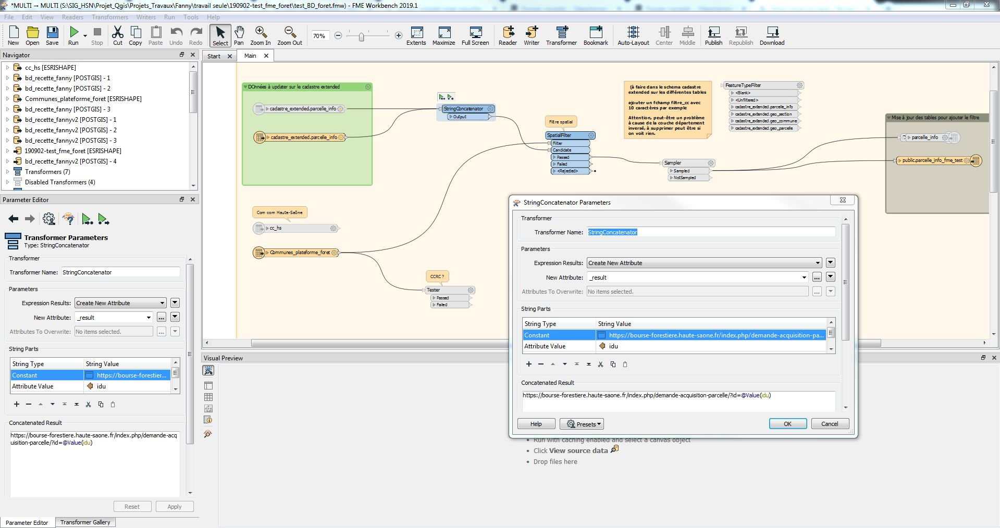 *MULTI → MULTI (S:\SIG_HSN\Projet_Qgis\Projets_Travaux\Fanny\travail seule\190902-test_fme_foret\test_BD_foret.fmw) - FME Workbench 2019.1
File Edit View Readers Transformers Writers Run Tools Help
New Open Save Run Stop Cut Copy Paste Undo Redo Select Pan Zoom In Zoom Out 70% Extents Maximize Full Screen Reader Writer Transformer Bookmark Auto-Layout Center Middle Publish Republish Download
Navigator
cc_hs [ESRISHAPE]
bd_recette_fanny [POSTGIS] - 1
bd_recette_fanny [POSTGIS] - 2
Communes_plateforme_foret [ESRISHAPE]
bd_recette_fanny [POSTGIS] - 3
bd_recette_fannyv2 [POSTGIS] - 1
bd_recette_fannyv2 [POSTGIS] - 2
bd_recette_fannyv2 [POSTGIS] - 3
190902-test_fme_foret [ESRISHAPE]
bd_recette_fannyv2 [POSTGIS] - 4
Transformers (7)
Disabled Transformers (4)
Parameter Editor
Transformer Parameters
Type: StringConcatenator
Transformer
Transformer Name: StringConcatenator
Parameters
Expression Results: Create New Attribute
New Attribute: _result ...
Attributes To Overwrite: No items selected. ...
String Parts
String Type String Value
Constant https://bourse-forestier...
Attribute Value idu
Concatenated Result
https://bourse-forestiere.haute-saone.fr/index.php/demande-acq
uisition-parcelle/?id=@Value(idu)
Reset Apply
Parameter Editor Transformer Gallery
Start Main
DOnnées à updater sur le cadastre extended
cadastre_extended.parcelle_info
cadastre_extended.parcelle_info
StringConcatenator
Output
Com com Haute-Saône
cc_hs
Communes_plateforme_foret
CCRC ?
Tester
Passed
Failed
Filtre spatial
SpatialFilter
Filter
Candidate
Passed
Failed
<Rejected>
(à faire dans le schema cadastre
extended sur les différentes tables
ajouter un fchamp filtre_cc avec
10 caractères par exemple
Attention, peut-être un problème
à cause de la couche département
inversé, à supprimer peut être si
on voit rien.
Sampler
Sampled
NotSampled
FeatureTypeFilter
<Blank>
<Unfiltered>
cadastre_extended.parcelle_info
cadastre_extended.geo_section
cadastre_extended.geo_commune
cadastre_extended.geo_parcelle
Mise à jour des tables pour ajouter le filtre
parcelle_info
public.parcelle_info_fme_test
Visual Preview
Run with caching enabled and select a canvas object
Click View source data
Drop files here
StringConcatenator Parameters
Transformer
Transformer Name: StringConcatenator
Parameters
Expression Results: Create New Attribute
New Attribute: _result ...
Attributes To Overwrite: No items selected. ...
String Parts
String Type String Value
Constant https://bourse-forestiere.haute-saone.fr/index.php/demande-acquisition-pa...
Attribute Value idu
Concatenated Result
https://bourse-forestiere.haute-saone.fr/index.php/demande-acquisition-parcelle/?id=@Value(idu)
Help Presets OK Cancel